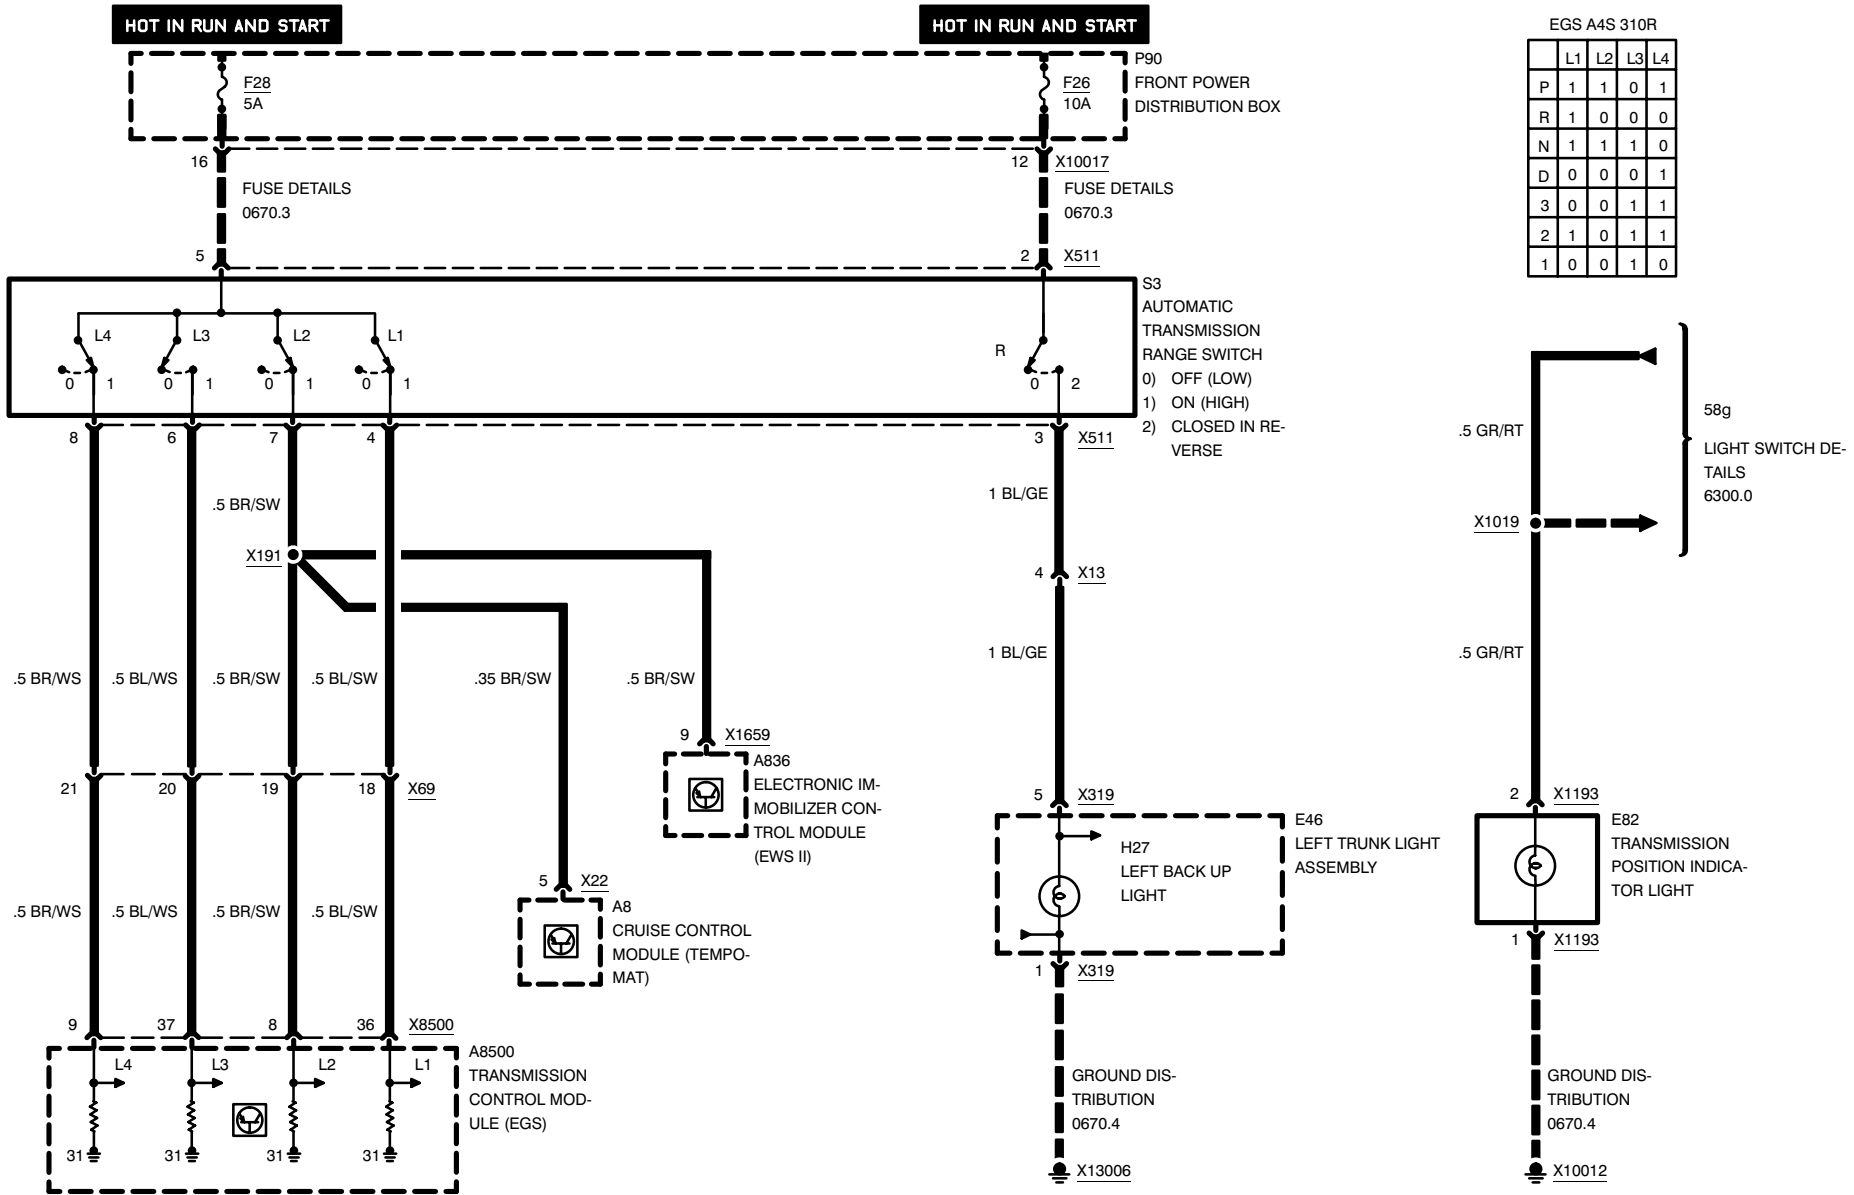 HOT IN RUN AND START
HOT IN RUN AND START
EGS A4S 310R
L1 L2 L3 L4
P 1 1 0 1
R 1 0 0 0
N 1 1 1 0
D 0 0 0 1
3 0 0 1 1
2 1 0 1 1
1 0 0 1 0
F28
5A
F26
10A
P90
FRONT POWER
DISTRIBUTION BOX
16
12 X10017
FUSE DETAILS
0670.3
FUSE DETAILS
0670.3
5
2 X511
S3
AUTOMATIC
TRANSMISSION
RANGE SWITCH
0) OFF (LOW)
1) ON (HIGH)
2) CLOSED IN RE-
VERSE
L4 L3 L2 L1
R
0 1 0 1 0 1 0 1
0 2
8 6 7 4
3 X511
58g
LIGHT SWITCH DE-
TAILS
6300.0
.5 GR/RT
X1019
.5 BR/SW
X191
1 BL/GE
4 X13
.5 BR/WS .5 BL/WS .5 BR/SW .5 BL/SW .35 BR/SW .5 BR/SW
1 BL/GE
.5 GR/RT
9 X1659
A836
ELECTRONIC IM-
MOBILIZER CON-
TROL MODULE
(EWS II)
21 20 19 18 X69
5 X319
E46
LEFT TRUNK LIGHT
ASSEMBLY
H27
LEFT BACK UP
LIGHT
2 X1193
E82
TRANSMISSION
POSITION INDICA-
TOR LIGHT
5 X22
A8
CRUISE CONTROL
MODULE (TEMPO-
MAT)
.5 BR/WS .5 BL/WS .5 BR/SW .5 BL/SW
1 X319
1 X1193
9 37 8 36 X8500
A8500
TRANSMISSION
CONTROL MOD-
ULE (EGS)
L4 L3 L2 L1
31 31 31 31
GROUND DIS-
TRIBUTION
0670.4
X13006
GROUND DIS-
TRIBUTION
0670.4
X10012